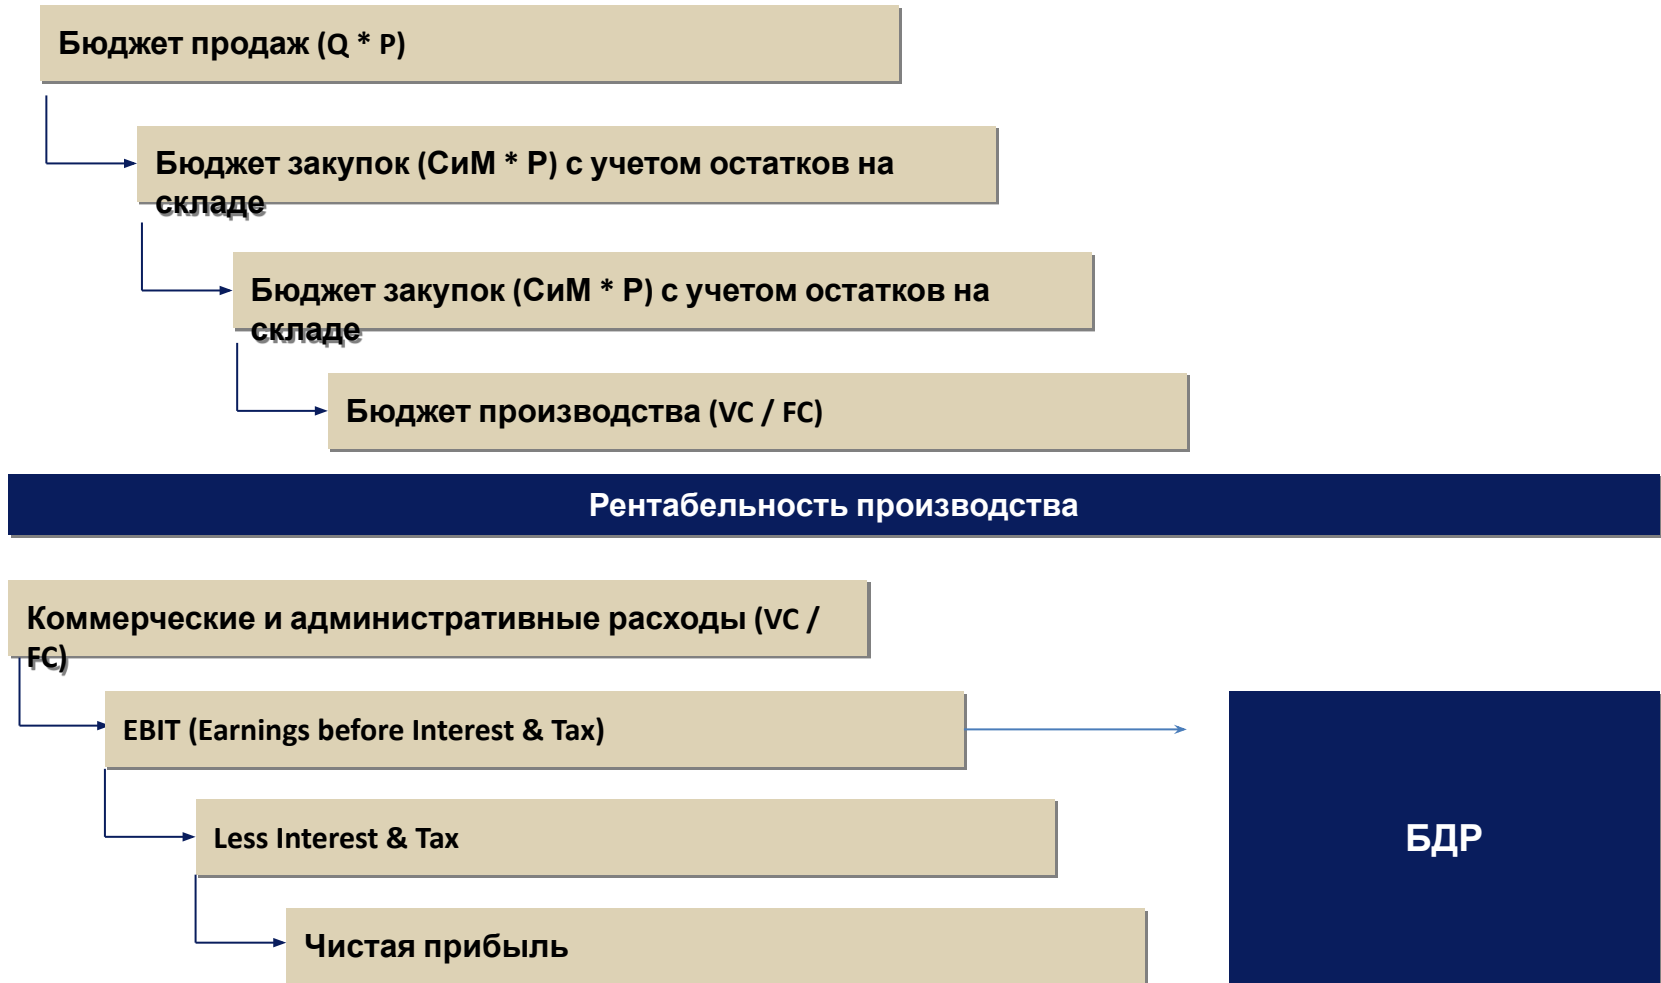 Бюджет продаж (Q * P)
Бюджет закупок (СиМ * Р) с учетом остатков на
складе
Бюджет закупок (СиМ * Р) с учетом остатков на
складе
Бюджет производства (VC / FC)
Рентабельность производства
Коммерческие и административные расходы (VC /
FC)
EBIT (Earnings before Interest & Tax)
Less Interest & Tax
БДР
Чистая прибыль